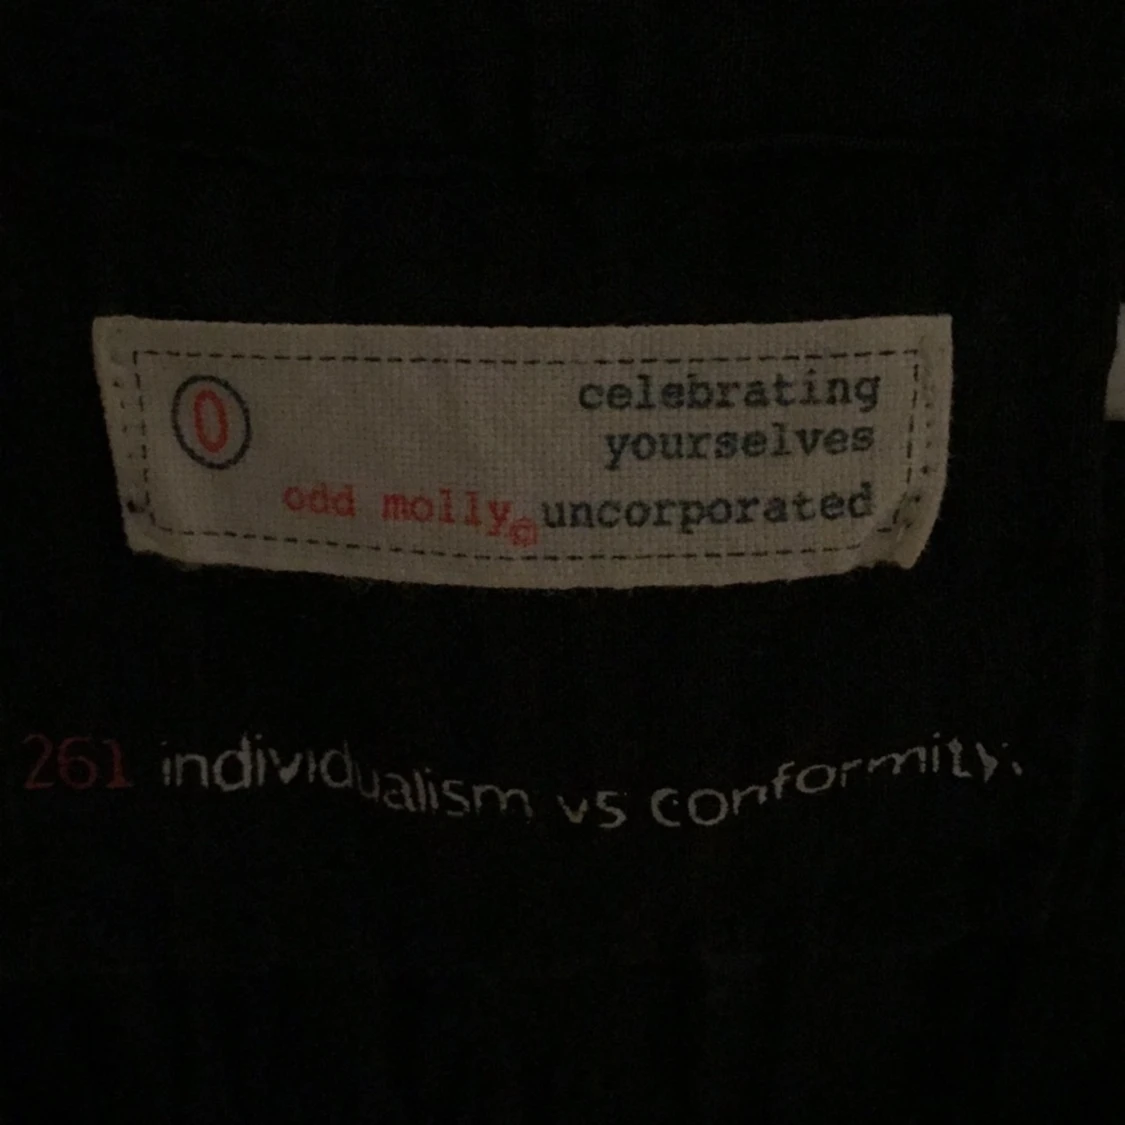 0
celebrating
yourselves
odd molly© uncorporated
261 individualism vs conformity.